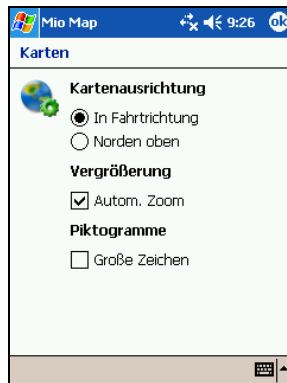 Mio Map 9:26 ok
Karten
Kartenausrichtung
In Fahrtrichtung
Norden oben
Vergrößerung
Autom. Zoom
Piktogramme
Große Zeichen